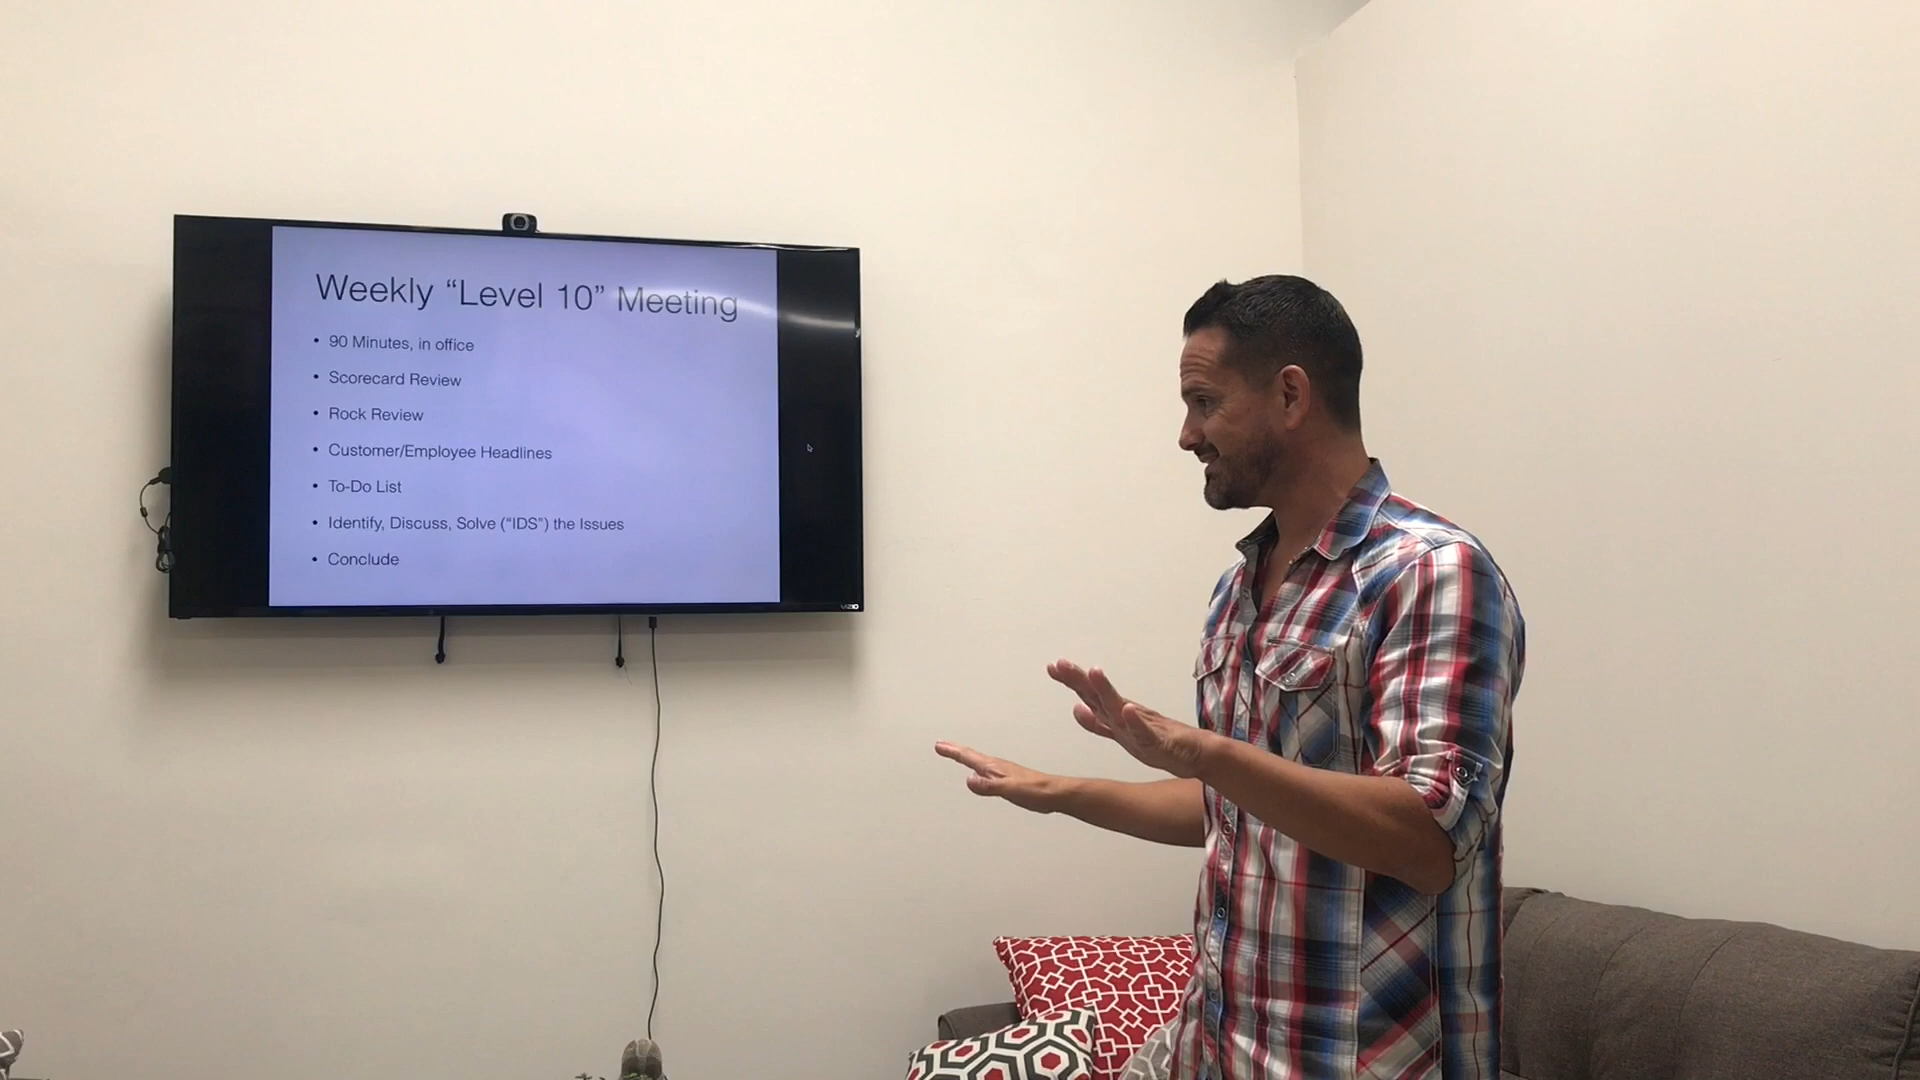 Weekly “Level 10” Meeting
• 90 Minutes, in office
• Scorecard Review
• Rock Review
• Customer/Employee Headlines
• To-Do List
• Identify, Discuss, Solve (“IDS”) the Issues
• Conclude
VIZIO